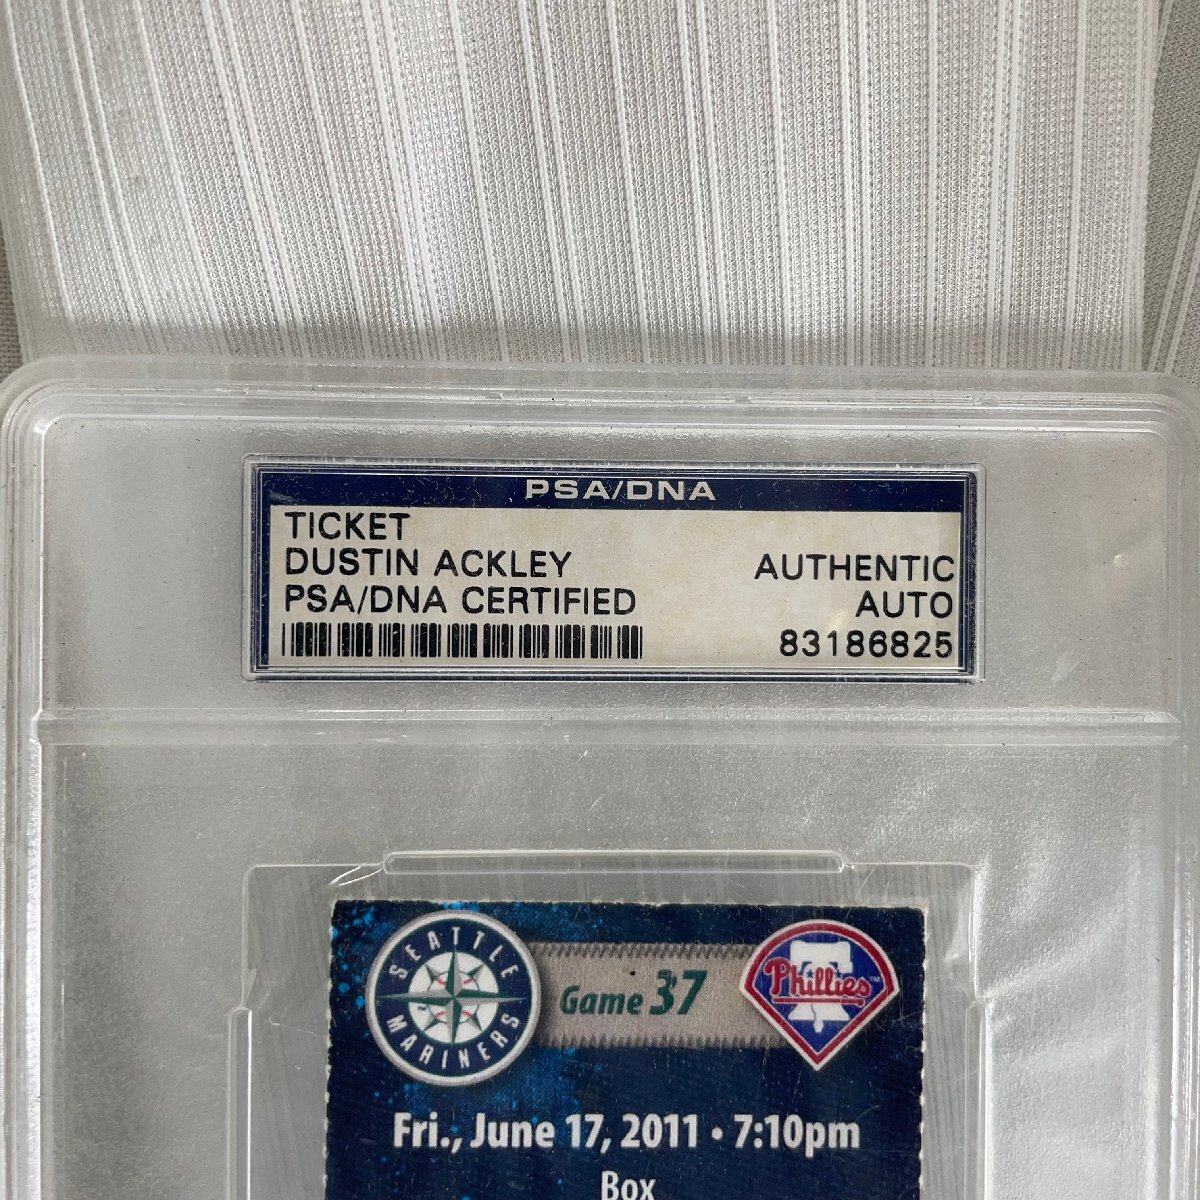 PSA/DNA
TICKET
DUSTIN ACKLEY
PSA/DNA CERTIFIED
AUTHENTIC
AUTO
83186825
SEATTLE
MARINERS
Game 37
Phillies
Fri., June 17, 2011 • 7:10pm
Box